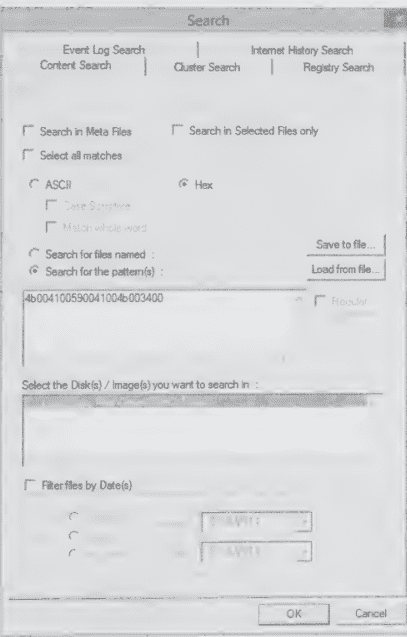 Search
Event Log Search
Internet History Search
Content Search
Cluster Search
Registry Search
Search in Meta Files
Search in Selected Files only
Select all matches
ASCII
Hex
Case Sensitive
Match whole word
Search for files named :
Save to file...
Search for the pattern(s) :
Load from file...
4b004100590041004b003400
Select the Disk(s) / Image(s) you want to search in :
Filter files by Date(s)
OK
Cancel